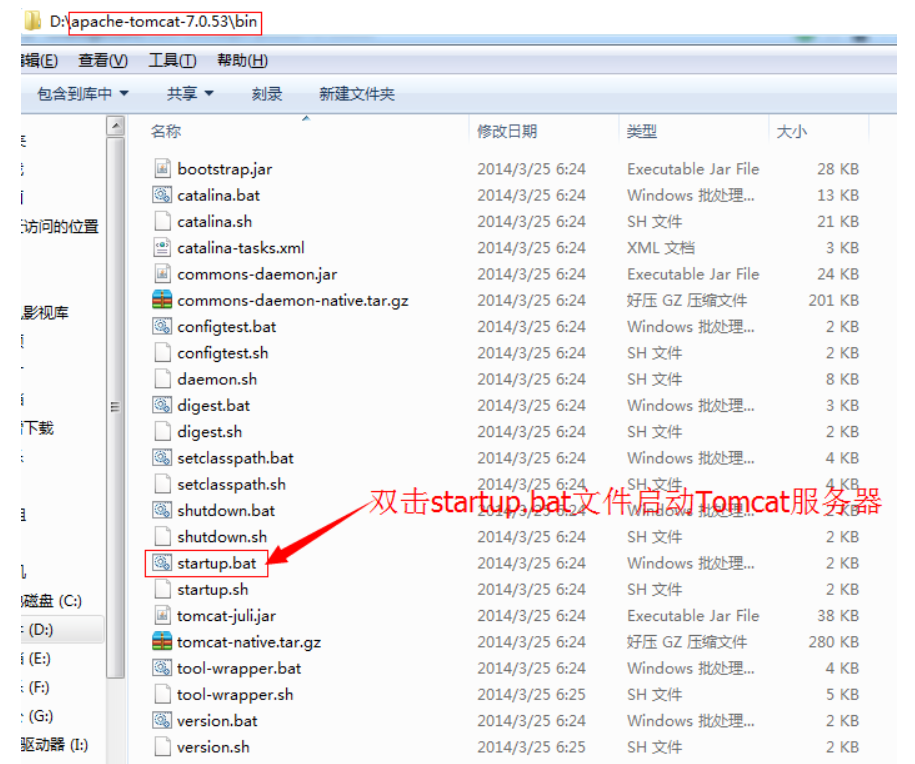 D:\apache-tomcat-7.0.53\bin
编辑(E) 查看(V) 工具(T) 帮助(H)
包含到库中 共享 刻录 新建文件夹
名称 修改日期 类型 大小
bootstrap.jar 2014/3/25 6:24 Executable Jar File 28 KB
catalina.bat 2014/3/25 6:24 Windows 批处理... 13 KB
catalina.sh 2014/3/25 6:24 SH 文件 21 KB
访问的位置
catalina-tasks.xml 2014/3/25 6:24 XML 文档 3 KB
commons-daemon.jar 2014/3/25 6:24 Executable Jar File 24 KB
commons-daemon-native.tar.gz 2014/3/25 6:24 好压 GZ 压缩文件 201 KB
影视库
configtest.bat 2014/3/25 6:24 Windows 批处理... 2 KB
configtest.sh 2014/3/25 6:24 SH 文件 2 KB
daemon.sh 2014/3/25 6:24 SH 文件 8 KB
digest.bat 2014/3/25 6:24 Windows 批处理... 3 KB
下载
digest.sh 2014/3/25 6:24 SH 文件 2 KB
setclasspath.bat 2014/3/25 6:24 Windows 批处理... 4 KB
setclasspath.sh 2014/3/25 6:24 SH 文件 4 KB
双击startup.bat文件启动Tomcat服务器
shutdown.bat 2014/3/25 6:24 Windows 批处理... 2 KB
shutdown.sh 2014/3/25 6:24 SH 文件 2 KB
startup.bat 2014/3/25 6:24 Windows 批处理... 2 KB
startup.sh 2014/3/25 6:24 SH 文件 2 KB
磁盘 (C:)
tomcat-juli.jar 2014/3/25 6:24 Executable Jar File 38 KB
(D:)
tomcat-native.tar.gz 2014/3/25 6:24 好压 GZ 压缩文件 280 KB
(E:)
tool-wrapper.bat 2014/3/25 6:24 Windows 批处理... 4 KB
(F:)
tool-wrapper.sh 2014/3/25 6:25 SH 文件 5 KB
(G:)
version.bat 2014/3/25 6:24 Windows 批处理... 2 KB
驱动器 (I:)
version.sh 2014/3/25 6:25 SH 文件 2 KB